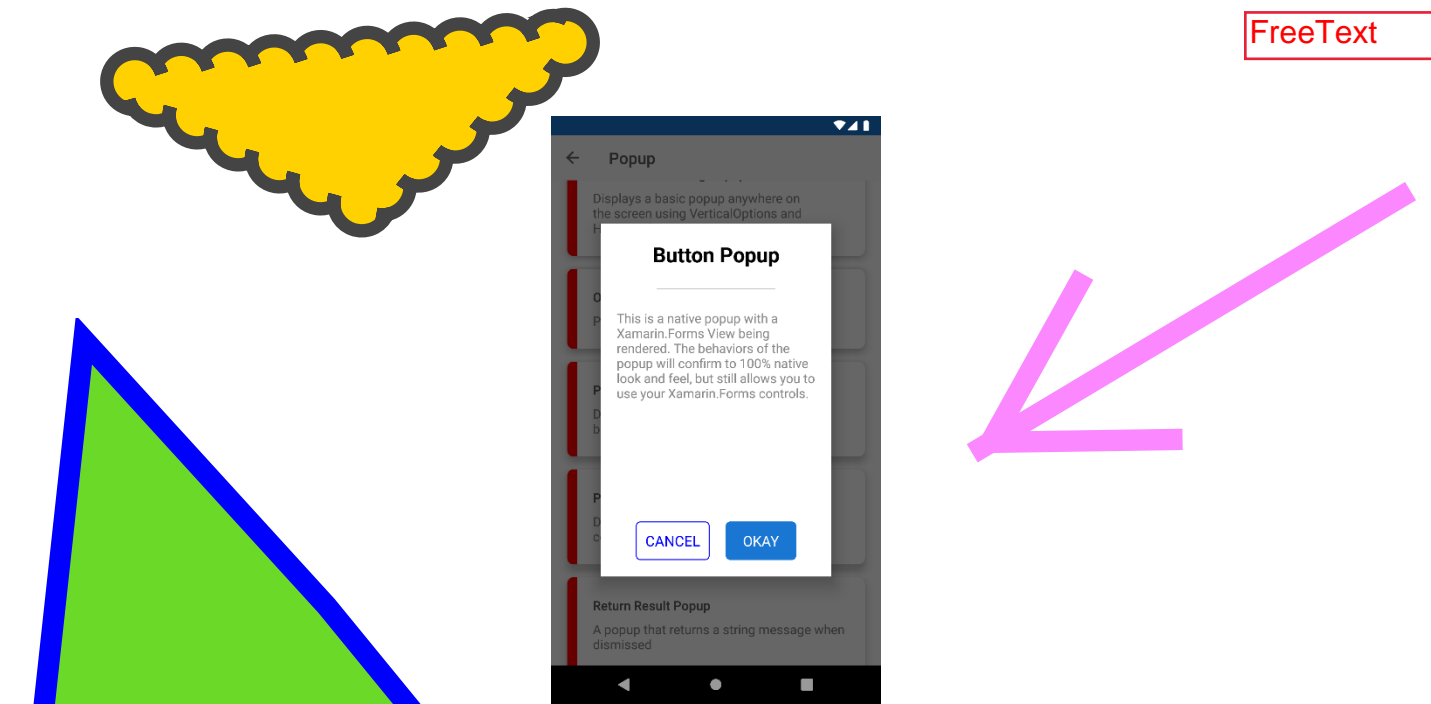 FreeText
Popup
Displays a basic popup anywhere on
the screen using VerticalOptions and
H
Button Popup
This is a native popup with a
Xamarin.Forms View being
rendered. The behaviors of the
popup will confirm to 100% native
look and feel, but still allows you to
use your Xamarin.Forms controls.
CANCEL OKAY
Return Result Popup
A popup that returns a string message when
dismissed